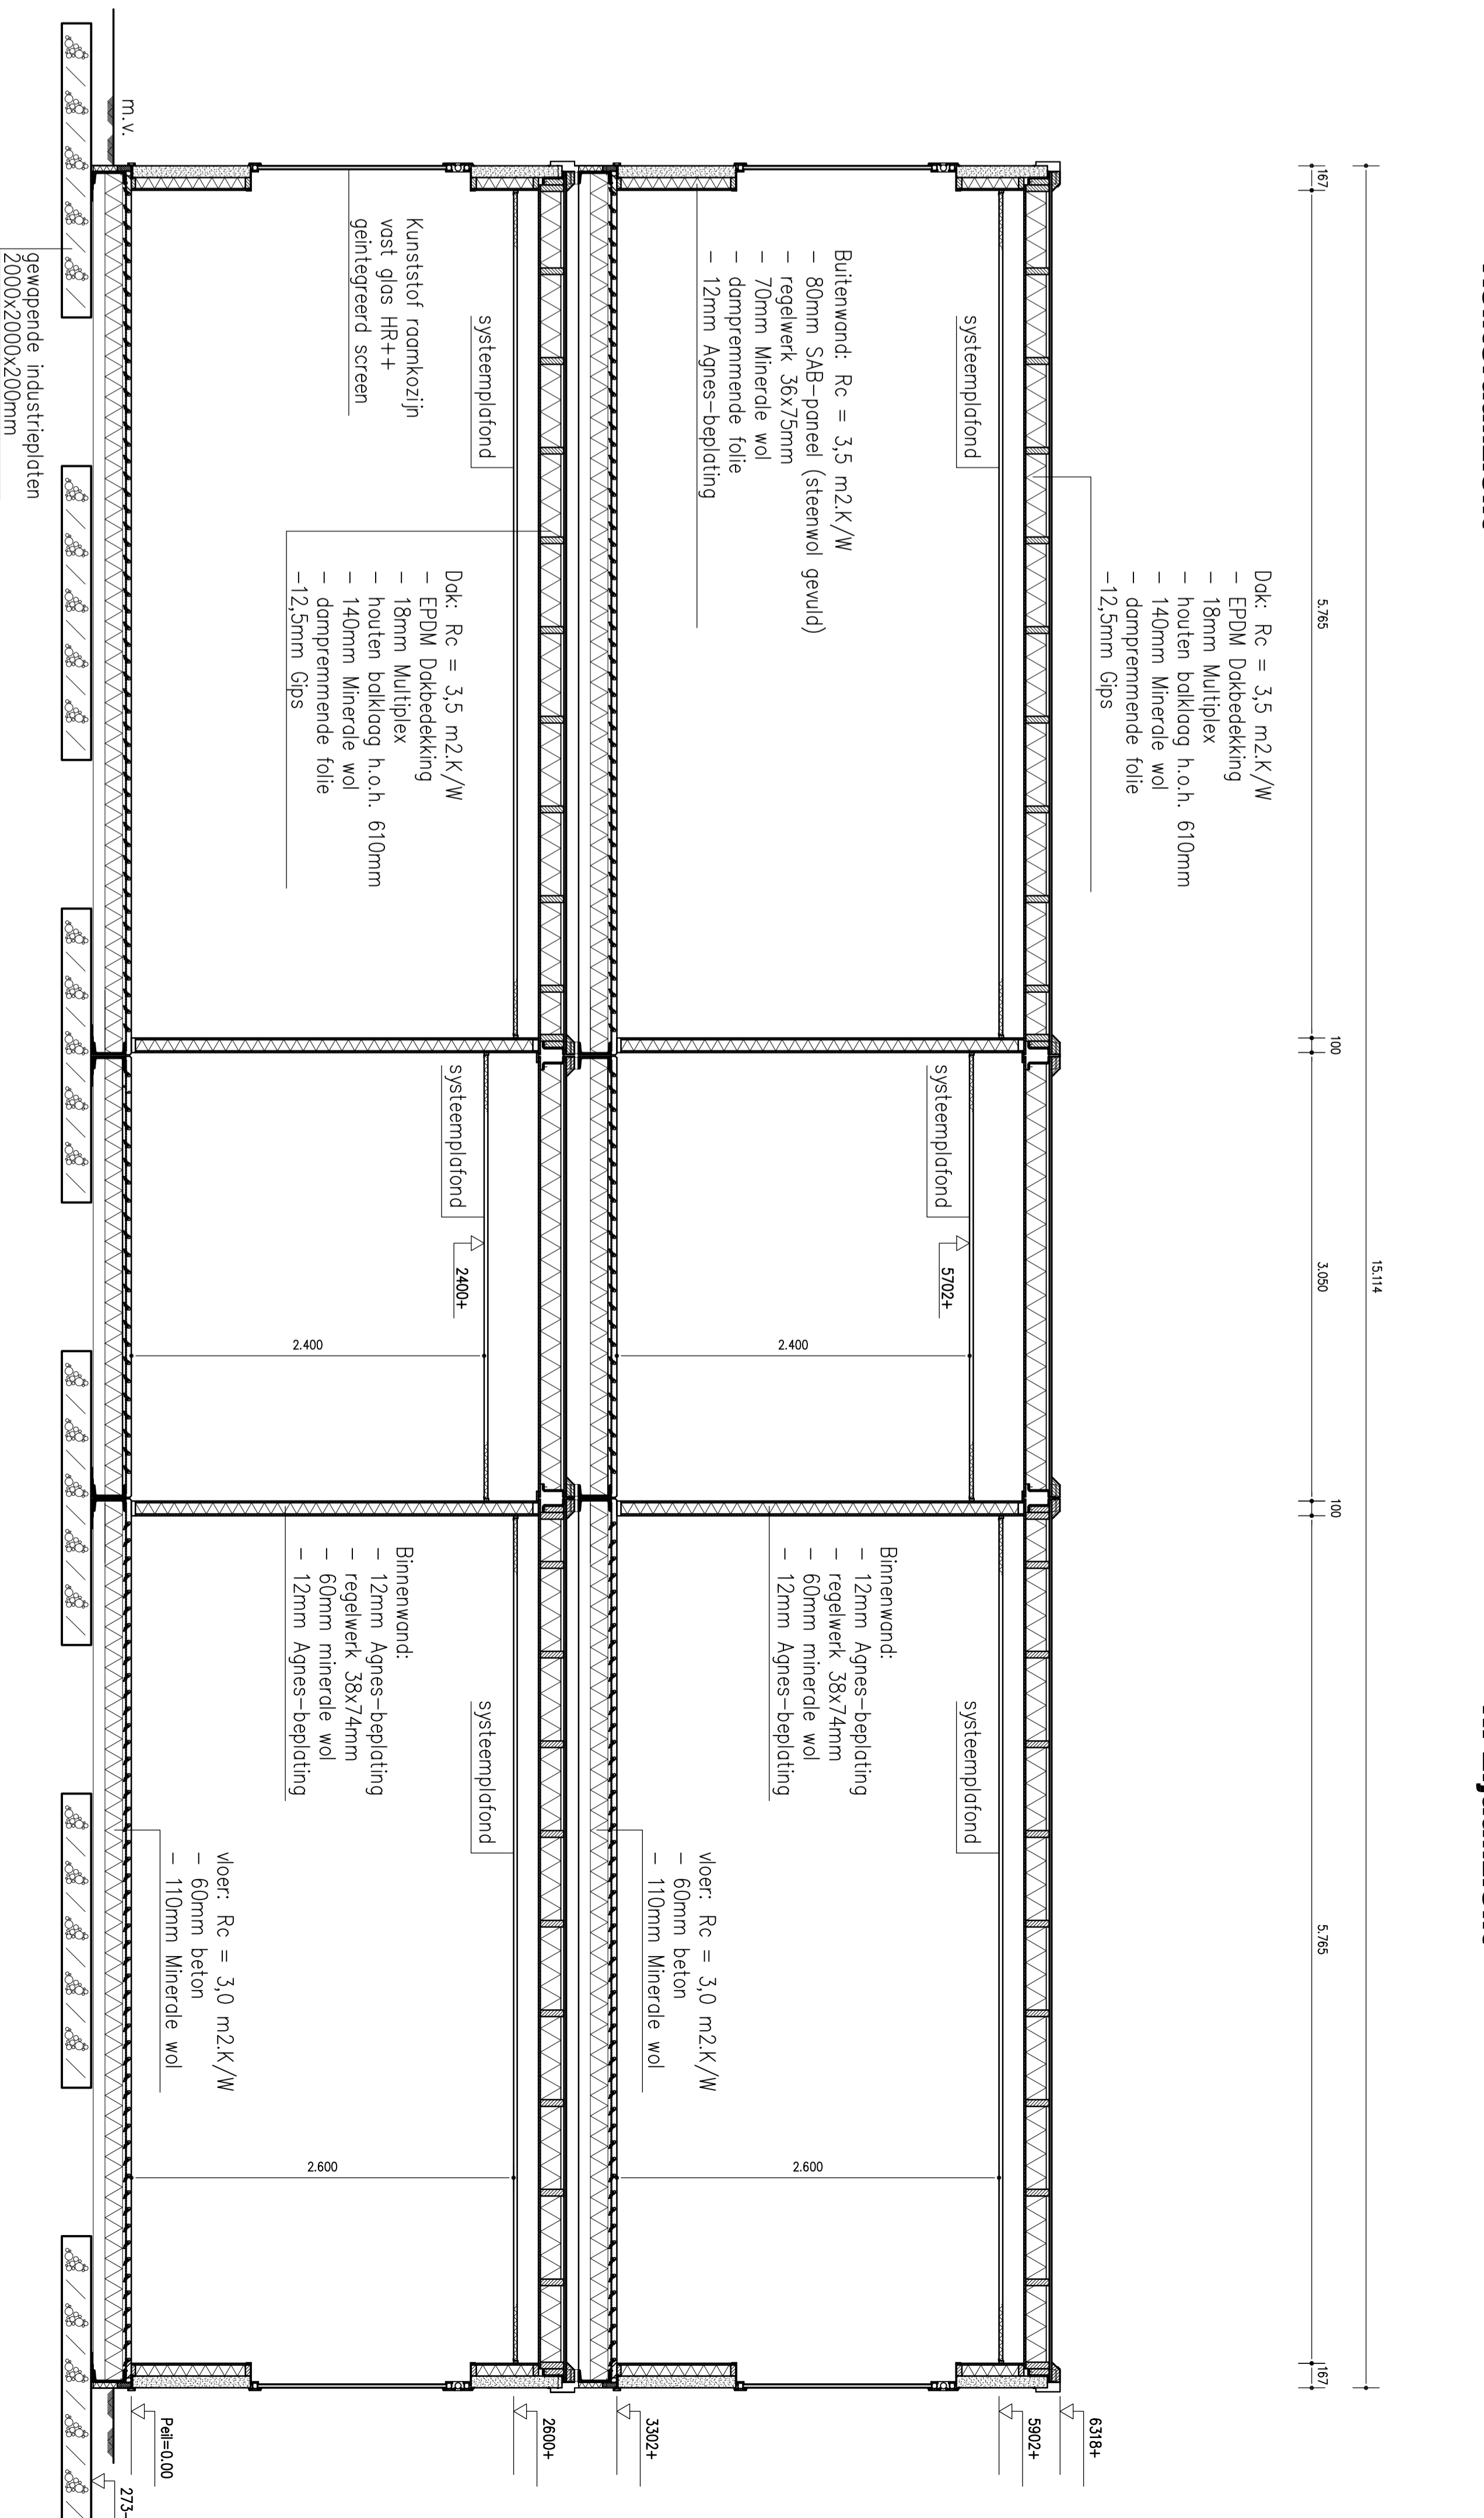 15.114
167
5.765
100
3.050
100
5.765
167
Dak: Rc = 3,5 m2.K/W
- EPDM Dakbedekking
- 18mm Multiplex
- houten balklaag h.o.h. 610mm
- 140mm Minerale wol
- dampremmende folie
-12,5mm Gips
6318+
5902+
systeemplafond
systeemplafond
5702+
systeemplafond
Buitenwand: Rc = 3,5 m2.K/W
- 80mm SAB-paneel (steenwol gevuld)
- regelwerk 36x75mm
- 70mm Minerale wol
- dampremmende folie
- 12mm Agnes-beplating
2.400
Binnenwand:
- 12mm Agnes-beplating
- regelwerk 38x74mm
- 60mm minerale wol
- 12mm Agnes-beplating
2.600
vloer: Rc = 3,0 m2.K/W
- 60mm beton
- 110mm Minerale wol
3302+
2600+
systeemplafond
systeemplafond
2400+
systeemplafond
Kunststof raamkozijn
vast glas HR++
geintegreerd screen
Dak: Rc = 3,5 m2.K/W
- EPDM Dakbedekking
- 18mm Multiplex
- houten balklaag h.o.h. 610mm
- 140mm Minerale wol
- dampremmende folie
-12,5mm Gips
2.400
Binnenwand:
- 12mm Agnes-beplating
- regelwerk 38x74mm
- 60mm minerale wol
- 12mm Agnes-beplating
2.600
vloer: Rc = 3,0 m2.K/W
- 60mm beton
- 110mm Minerale wol
Peil=0.00
m.v.
273-
gewapende industrieplaten
2000x2000x200mm